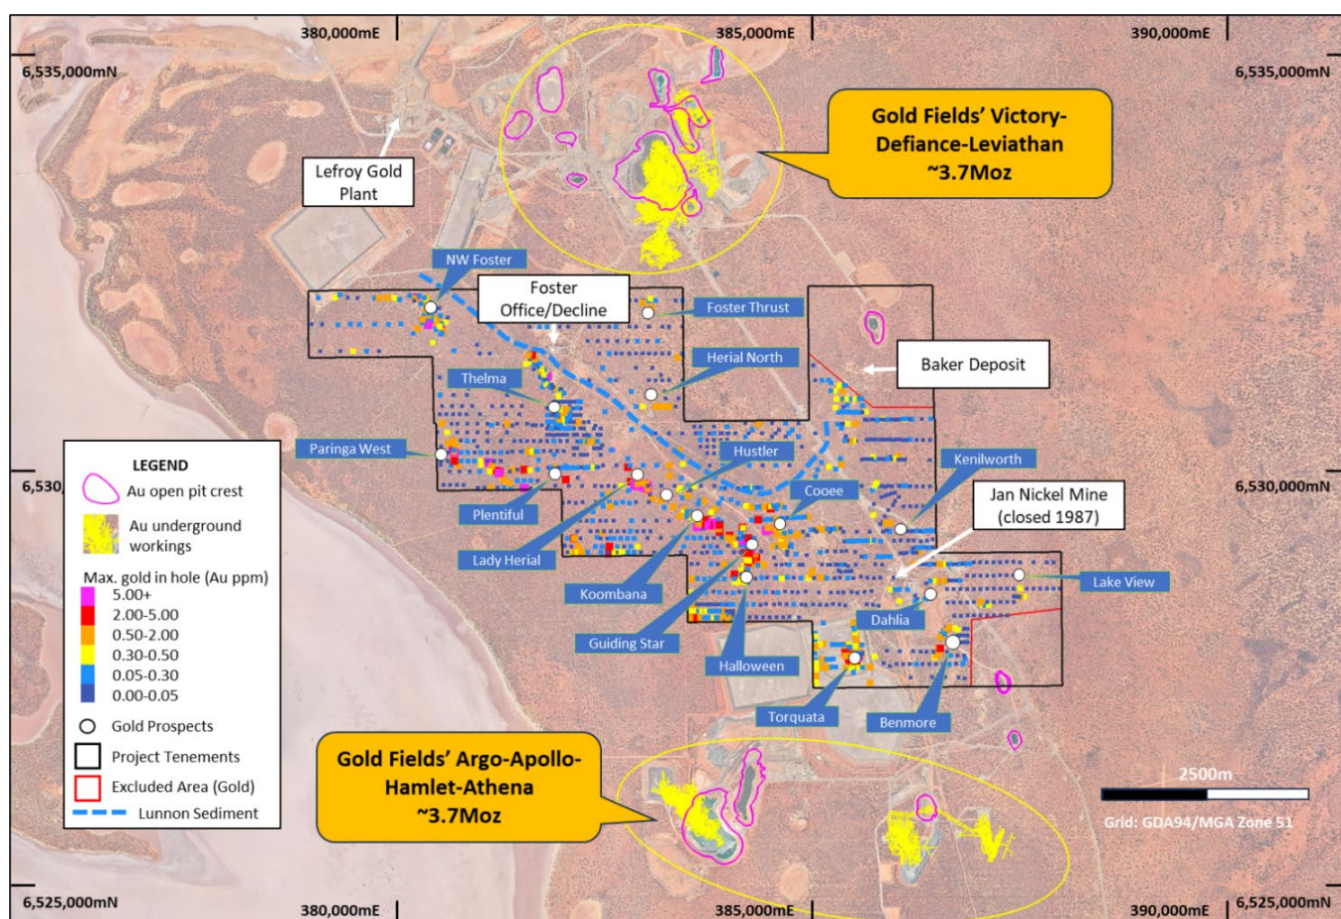 380,000mE
385,000mE
390,000mE
6,535,000mN
6,535,000mN
Gold Fields' Victory-
Defiance-Leviathan
~3.7Moz
Lefroy Gold
Plant
NW Foster
Foster
Office/Decline
Foster Thrust
Herial North
Baker Deposit
Thelma
Paringa West
Hustler
Kenilworth
Cooee
6,530,
6,530,000mN
Jan Nickel Mine
(closed 1987)
Plentiful
Lady Herial
Koombana
Lake View
Dahlia
Guiding Star
Halloween
Torquata
Benmore
LEGEND
Au open pit crest
Au underground
workings
Max. gold in hole (Au ppm)
5.00+
2.00-5.00
0.50-2.00
0.30-0.50
0.05-0.30
0.00-0.05
Gold Prospects
Project Tenements
Excluded Area (Gold)
Lunnon Sediment
Gold Fields' Argo-Apollo-
Hamlet-Athena
~3.7Moz
2500m
Grid: GDA94/MGA Zone 51
6,525,000mN
6,525,000mN
380,000mE
385,000mE
390,000mE